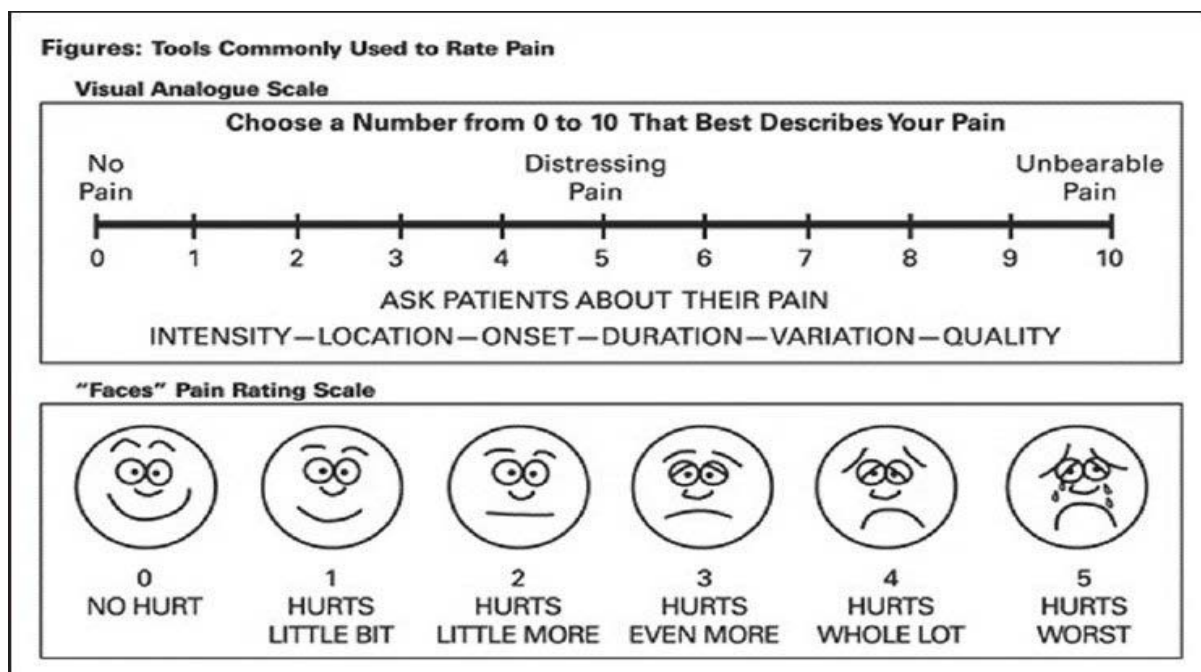 Figures: Tools Commonly Used to Rate Pain
Visual Analogue Scale
Choose a Number from 0 to 10 That Best Describes Your Pain
No Pain
Distressing Pain
Unbearable Pain
0 1 2 3 4 5 6 7 8 9 10
ASK PATIENTS ABOUT THEIR PAIN
INTENSITY—LOCATION—ONSET—DURATION—VARIATION—QUALITY
"Faces" Pain Rating Scale
0
NO HURT
1
HURTS
LITTLE BIT
2
HURTS
LITTLE MORE
3
HURTS
EVEN MORE
4
HURTS
WHOLE LOT
5
HURTS
WORST